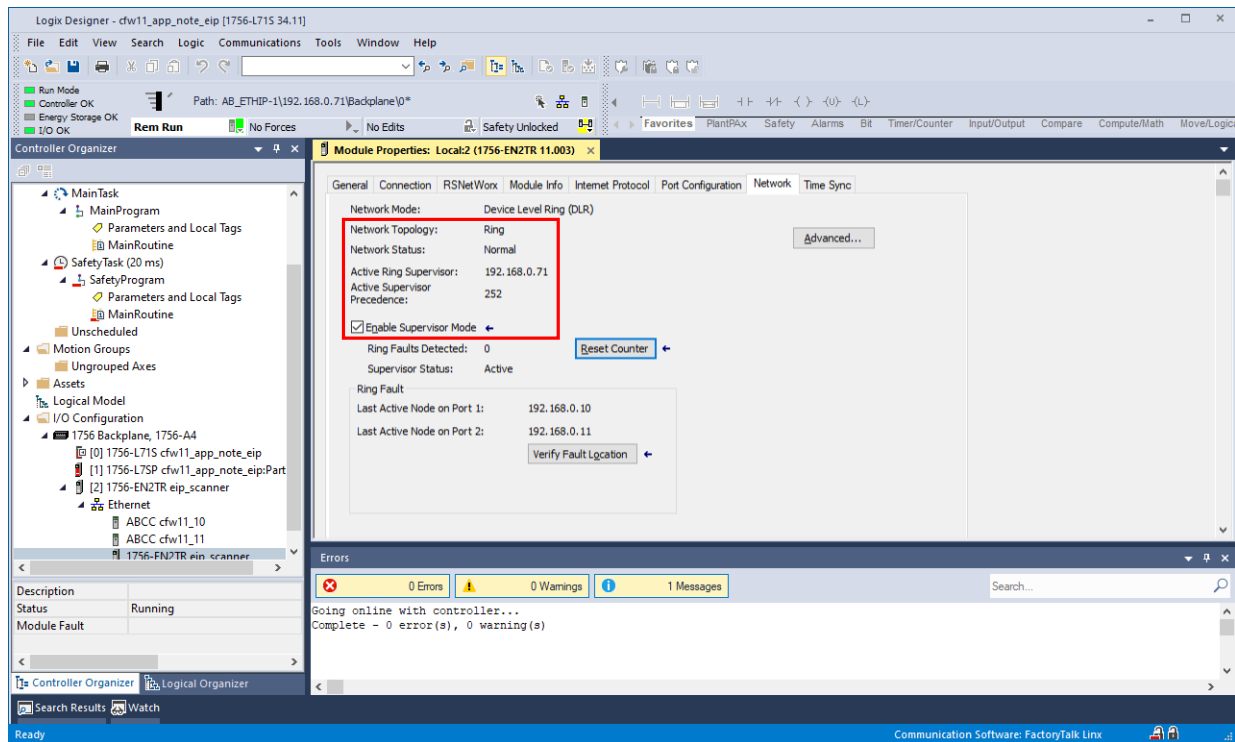 Logix Designer - cfw11_app_note_eip [1756-L71S 34.11]
File Edit View Search Logic Communications Tools Window Help
Run Mode
Controller OK
Energy Storage OK
I/O OK
Rem Run
No Forces
Path: AB_ETHIP-1\192.168.0.71\Backplane\0*
No Edits
Safety Unlocked
Favorites PlantPAx Safety Alarms Bit Timer/Counter Input/Output Compare Compute/Math Move/Logic
Controller Organizer
MainTask
MainProgram
Parameters and Local Tags
MainRoutine
SafetyTask (20 ms)
SafetyProgram
Parameters and Local Tags
MainRoutine
Unscheduled
Motion Groups
Ungrouped Axes
Assets
Logical Model
I/O Configuration
1756 Backplane, 1756-A4
[0] 1756-L71S cfw11_app_note_eip
[1] 1756-L7SP cfw11_app_note_eip:Part
[2] 1756-EN2TR eip_scanner
Ethernet
ABCC cfw11_10
ABCC cfw11_11
1756-EN2TR eip_scanner
Description
Status Running
Module Fault
Controller Organizer Logical Organizer
Module Properties: Local:2 (1756-EN2TR 11.003)
General Connection RSNetWorx Module Info Internet Protocol Port Configuration Network Time Sync
Network Mode: Device Level Ring (DLR)
Network Topology: Ring
Network Status: Normal
Advanced...
Active Ring Supervisor: 192.168.0.71
Active Supervisor
Precedence: 252
Enable Supervisor Mode
Ring Faults Detected: 0
Reset Counter
Supervisor Status: Active
Ring Fault
Last Active Node on Port 1: 192.168.0.10
Last Active Node on Port 2: 192.168.0.11
Verify Fault Location
Errors
0 Errors 0 Warnings 1 Messages
Search...
Going online with controller...
Complete - 0 error(s), 0 warning(s)
Search Results Watch
Ready
Communication Software: FactoryTalk Linx